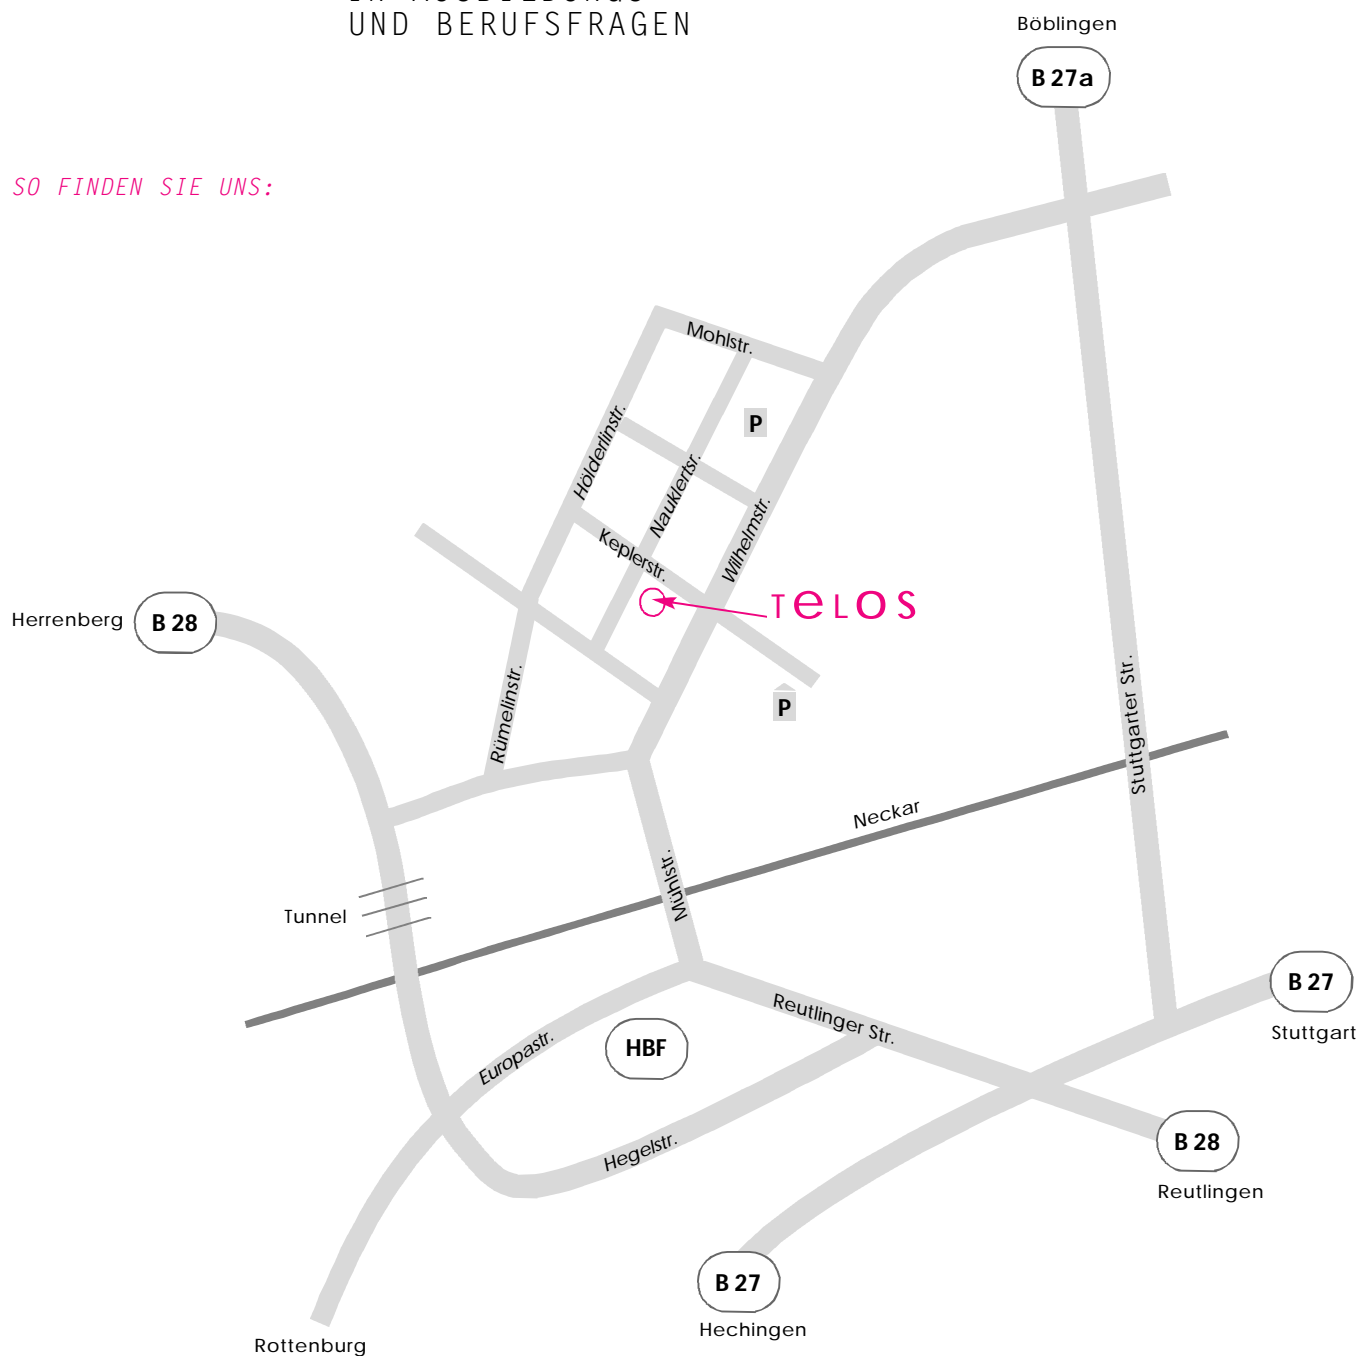 UND BERUFSFRAGEN
Böblingen
B 27a
SO FINDEN SIE UNS:
Mohlstr.
P
Hölderlinstr.
Nauklertsr.
Wilhelmstr.
Keplerstr.
TeLOS
Herrenberg
B 28
Rümelinstr.
P
Stuttgarter Str.
Neckar
Mühlstr.
Tunnel
B 27
Stuttgart
Reutlinger Str.
HBF
Europastr.
Hegelstr.
B 28
Reutlingen
B 27
Hechingen
Rottenburg